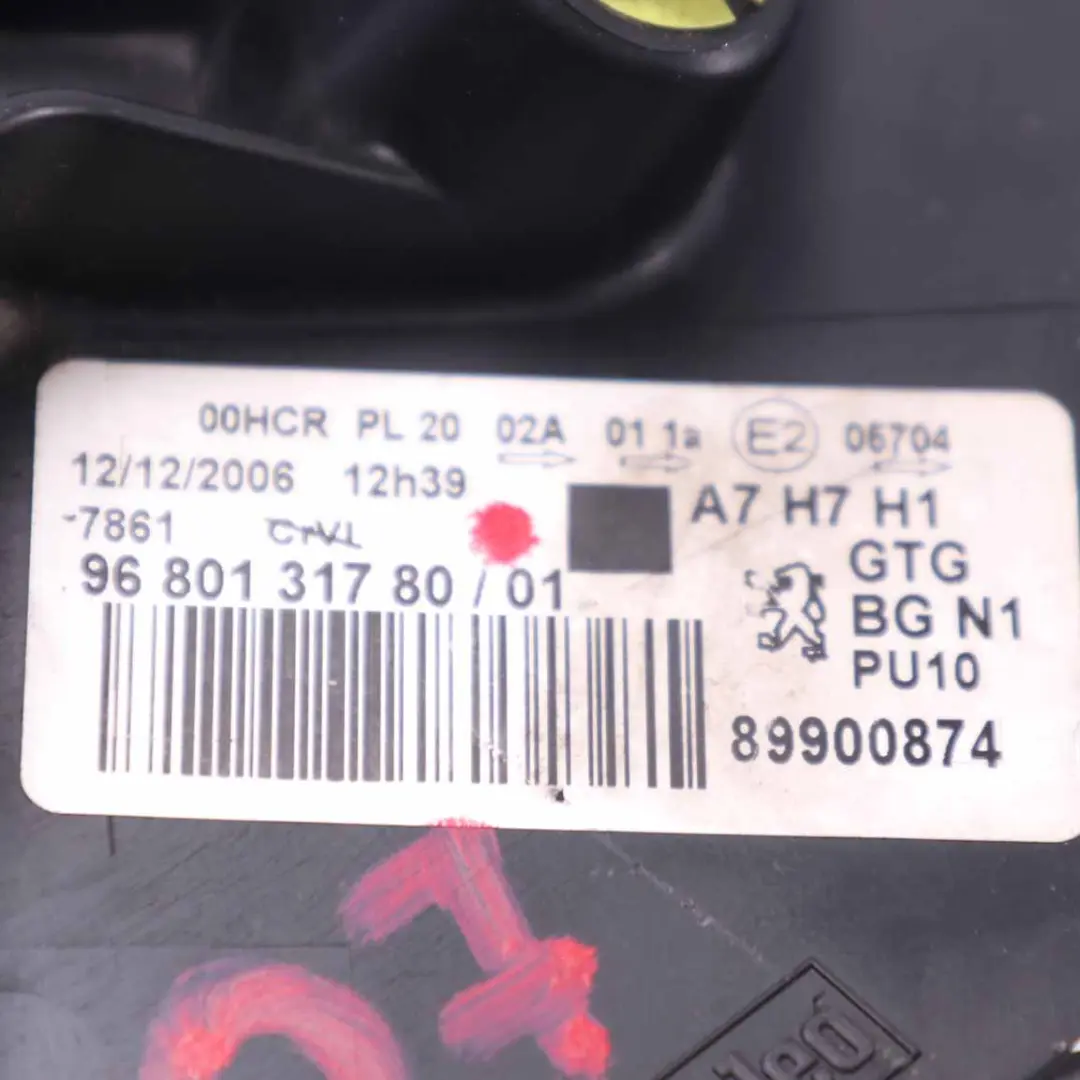 00HCR PL 20 02A 01 1a E2 06704
12/12/2006 12h39
-7861
A7 H7 H1
96 801 317 80 / 01
GTG
BG N1
PU10
89900874